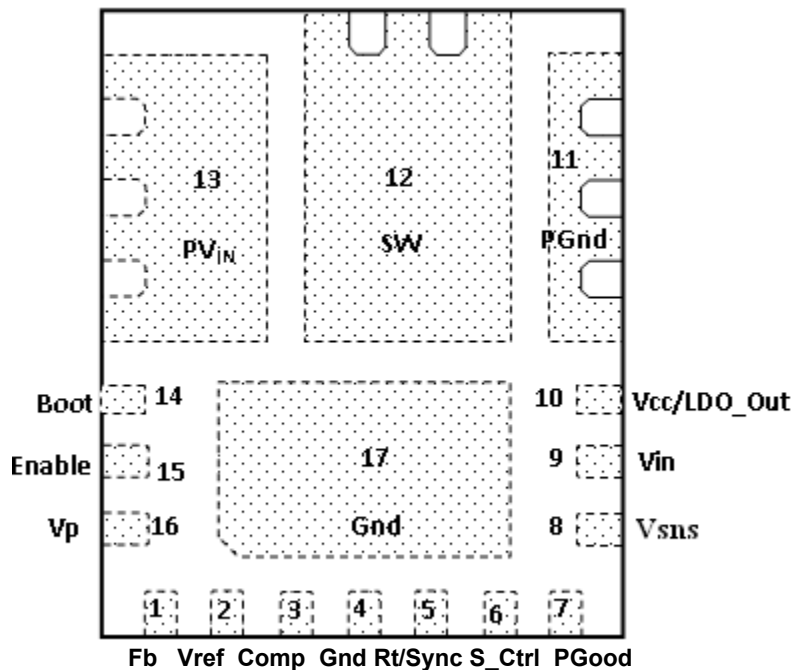 13
12
11
PVIN
SW
PGnd
Boot 14
10 Vcc/LDO_Out
Enable 15
17
9 Vin
Vp 16
Gnd
8 Vsns
1 2 3 4 5 6 7
Fb Vref Comp Gnd Rt/Sync S_Ctrl PGood